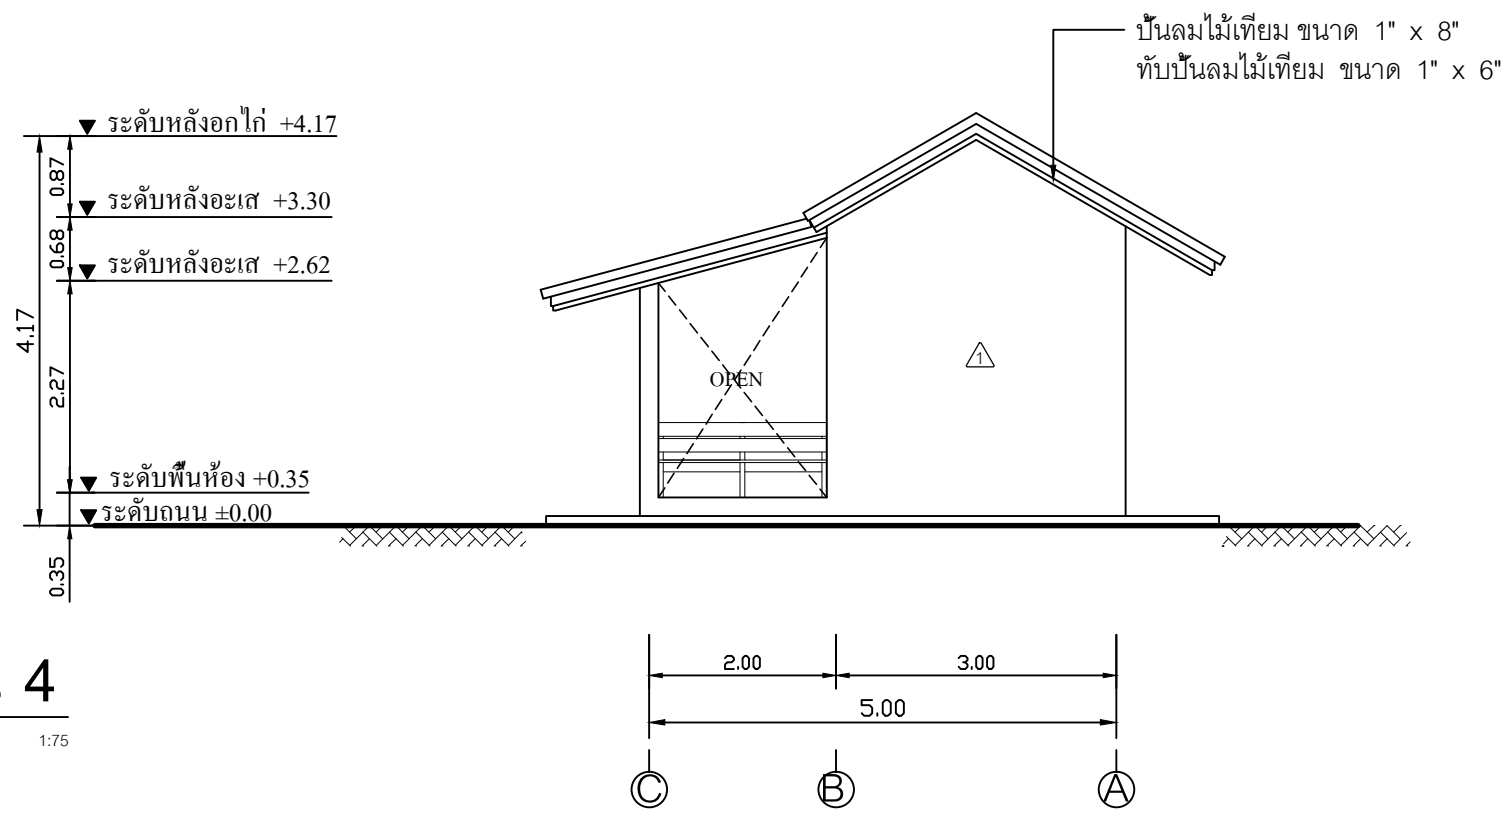 ปั้นลมไม้เทียม ขนาด 1" x 8"
ทับปั้นลมไม้เทียม ขนาด 1" x 6"
ระดับหลังอกไก่ +4.17
0.87
ระดับหลังอะเส +3.30
0.68
ระดับหลังอะเส +2.62
4.17
2.27
OPEN
1
ระดับพื้นห้อง +0.35
ระดับถนน ±0.00
0.35
4
1:75
2.00
3.00
5.00
C
B
A